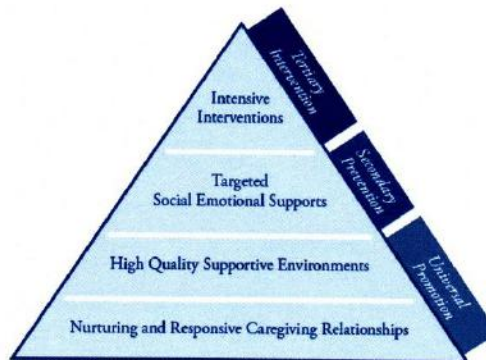 Tertiary
Intervention
Intensive
Interventions
Secondary
Prevention
Targeted
Social Emotional Supports
Universal
Promotion
High Quality Supportive Environments
Nurturing and Responsive Caregiving Relationships